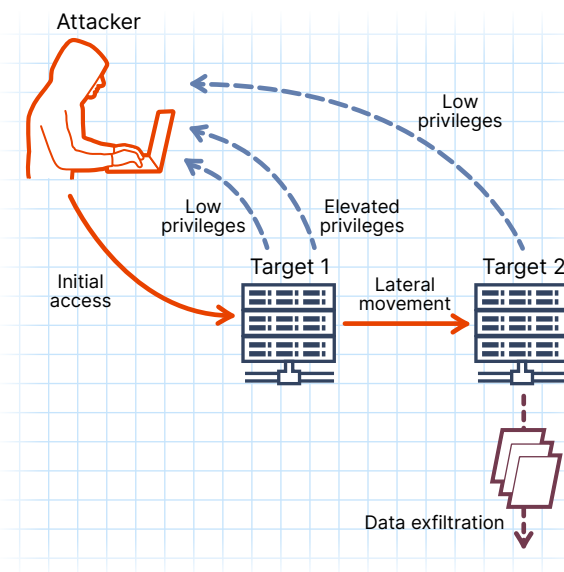 Attacker
Low
privileges
Low
privileges
Elevated
privileges
Target 1
Target 2
Initial
access
Lateral
movement
Data exfiltration